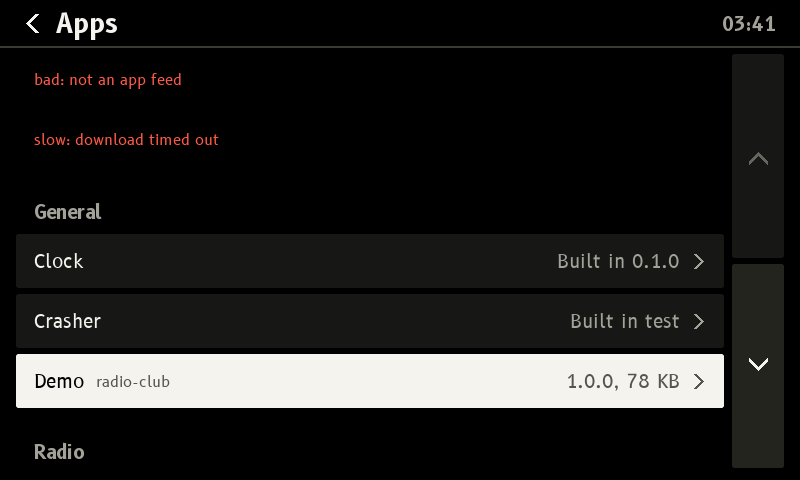 Apps
03:41
bad: not an app feed
slow: download timed out
General
Clock Built in 0.1.0
Crasher Built in test
Demo radio-club 1.0.0, 78 KB
Radio